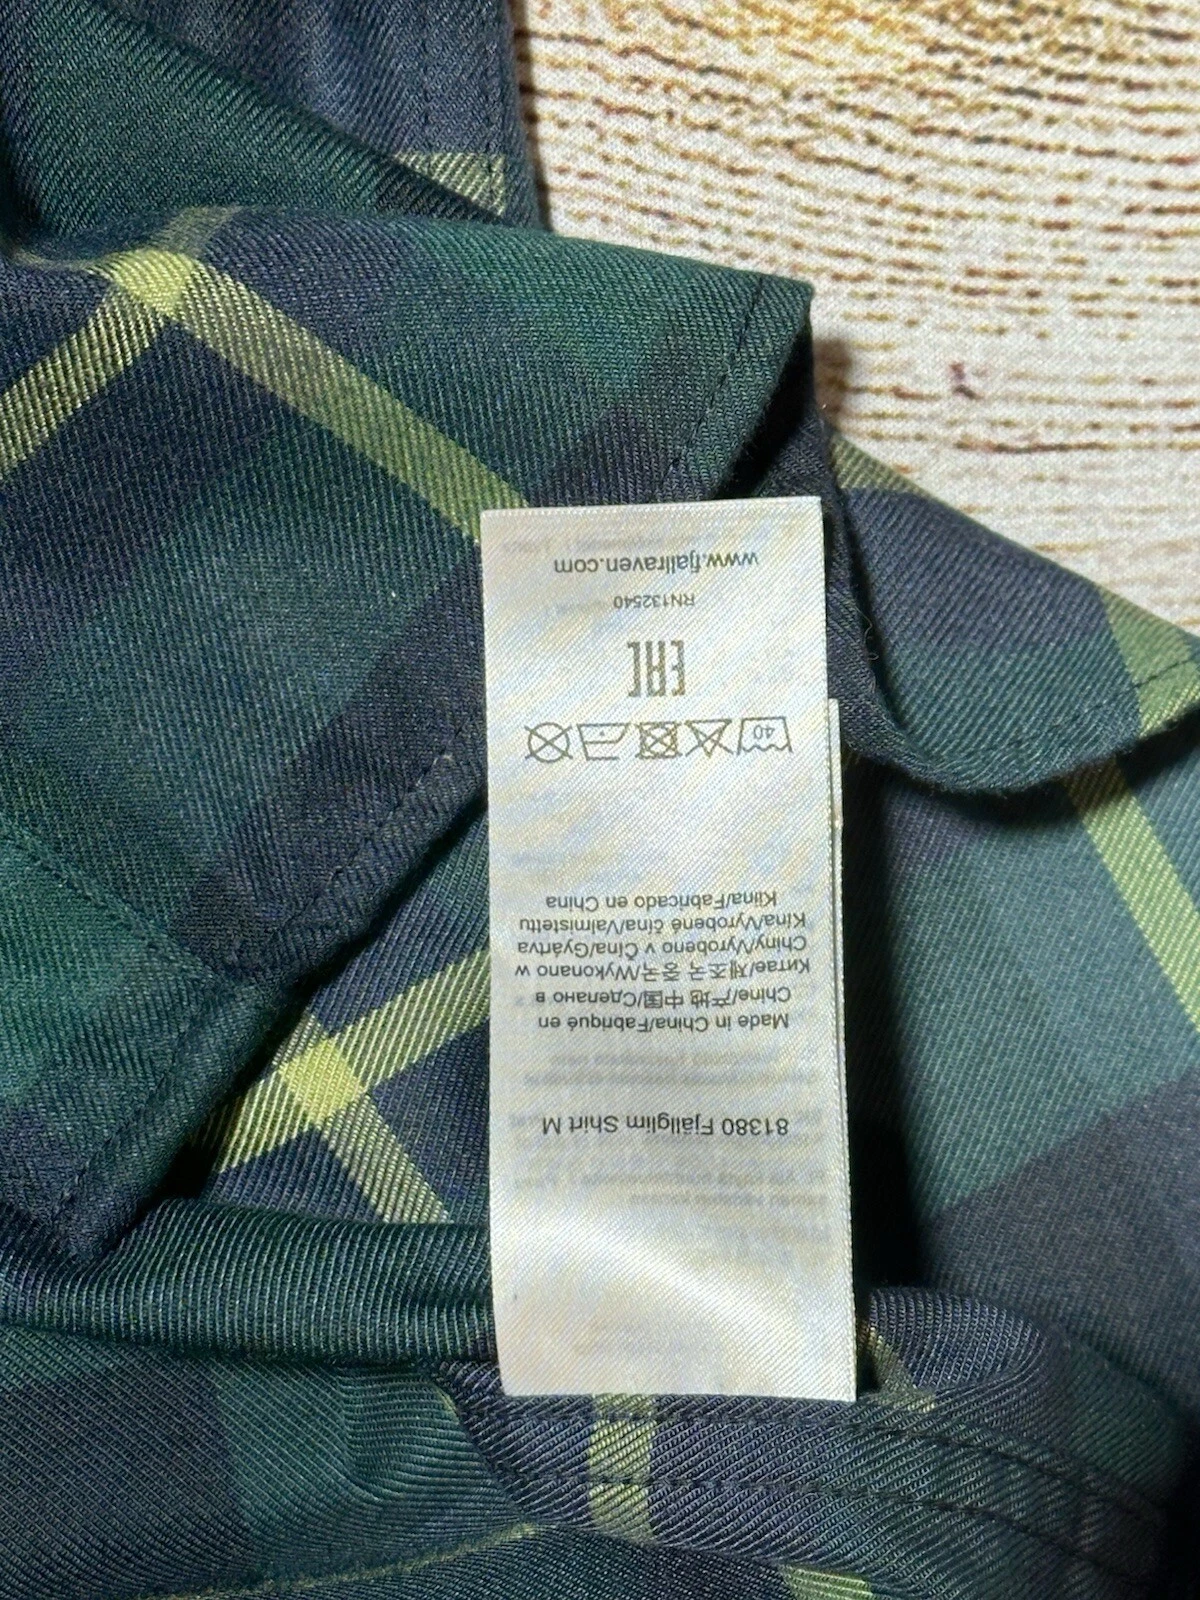 81380 Fjallglim Shirt M
Made in China/Fabriqué en
Chine/产地 中国/Сделано в
Китае/제조국 중국/Wykonano w
Chiny/Vyrobeno v Čína/Gyártva
Kína/Vyrobené čína/Valmistettu
Kiina/Fabricado en China
40
EAC
RN132540
www.fjallraven.com